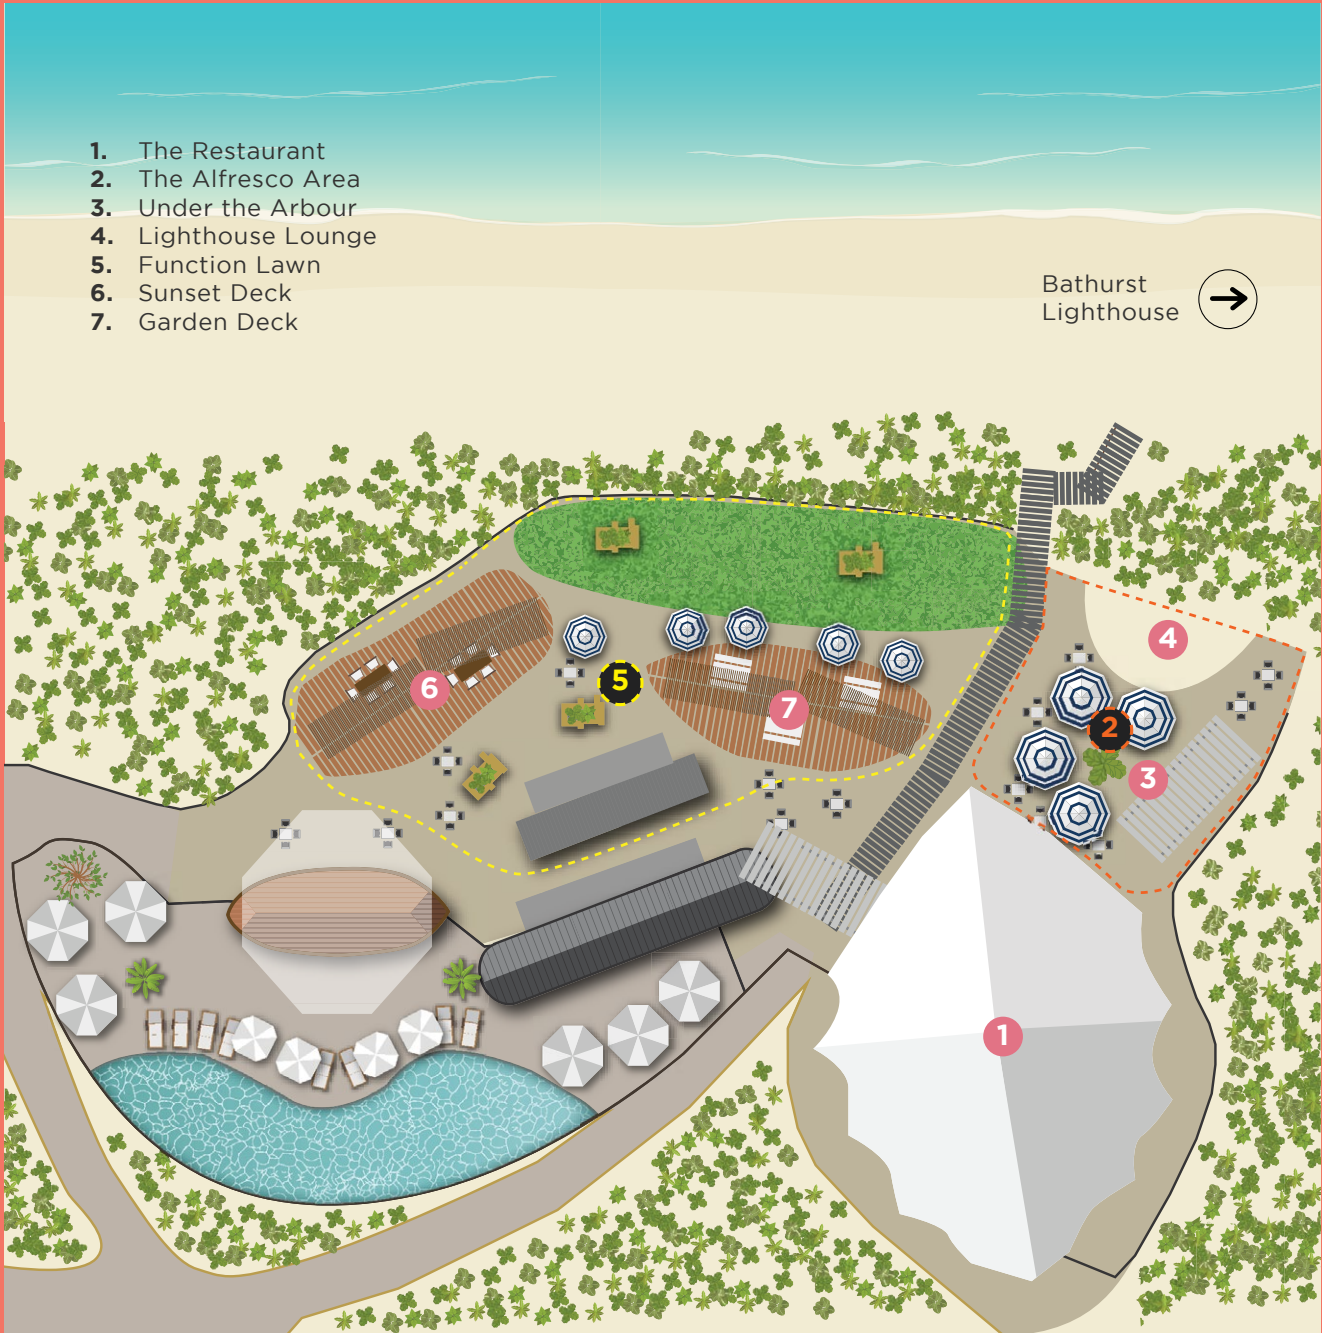 1. The Restaurant
2. The Alfresco Area
3. Under the Arbour
4. Lighthouse Lounge
5. Function Lawn
6. Sunset Deck
7. Garden Deck
Bathurst
Lighthouse
4
5
6
7
2
3
1